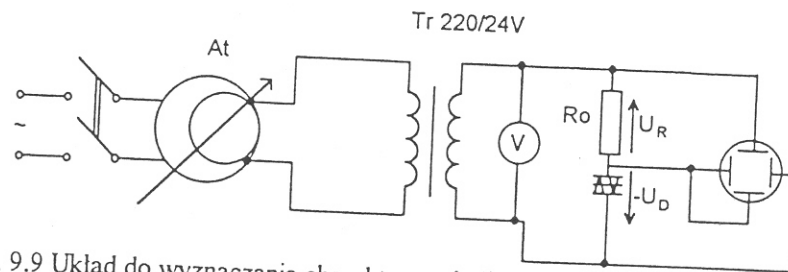 Tr 220/24V
At
~
V
Ro
U_R
-U_D
9.9 Układ do wyznaczania